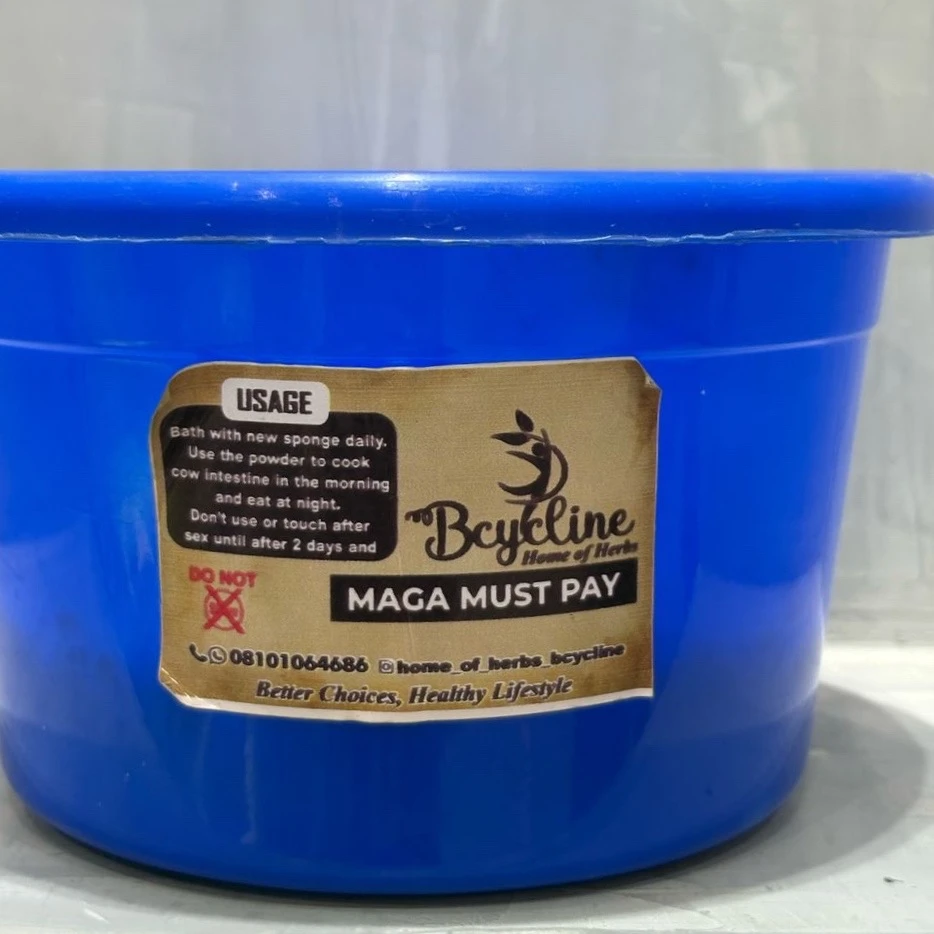 USAGE
Bath with new sponge daily.
Use the powder to cook
cow intestine in the morning
and eat at night.
Don't use or touch after
sex until after 2 days and
DO NOT
Bcycline
Home of Herbs
MAGA MUST PAY
08101064686 home_of_herbs_bcycline
Better Choices, Healthy Lifestyle